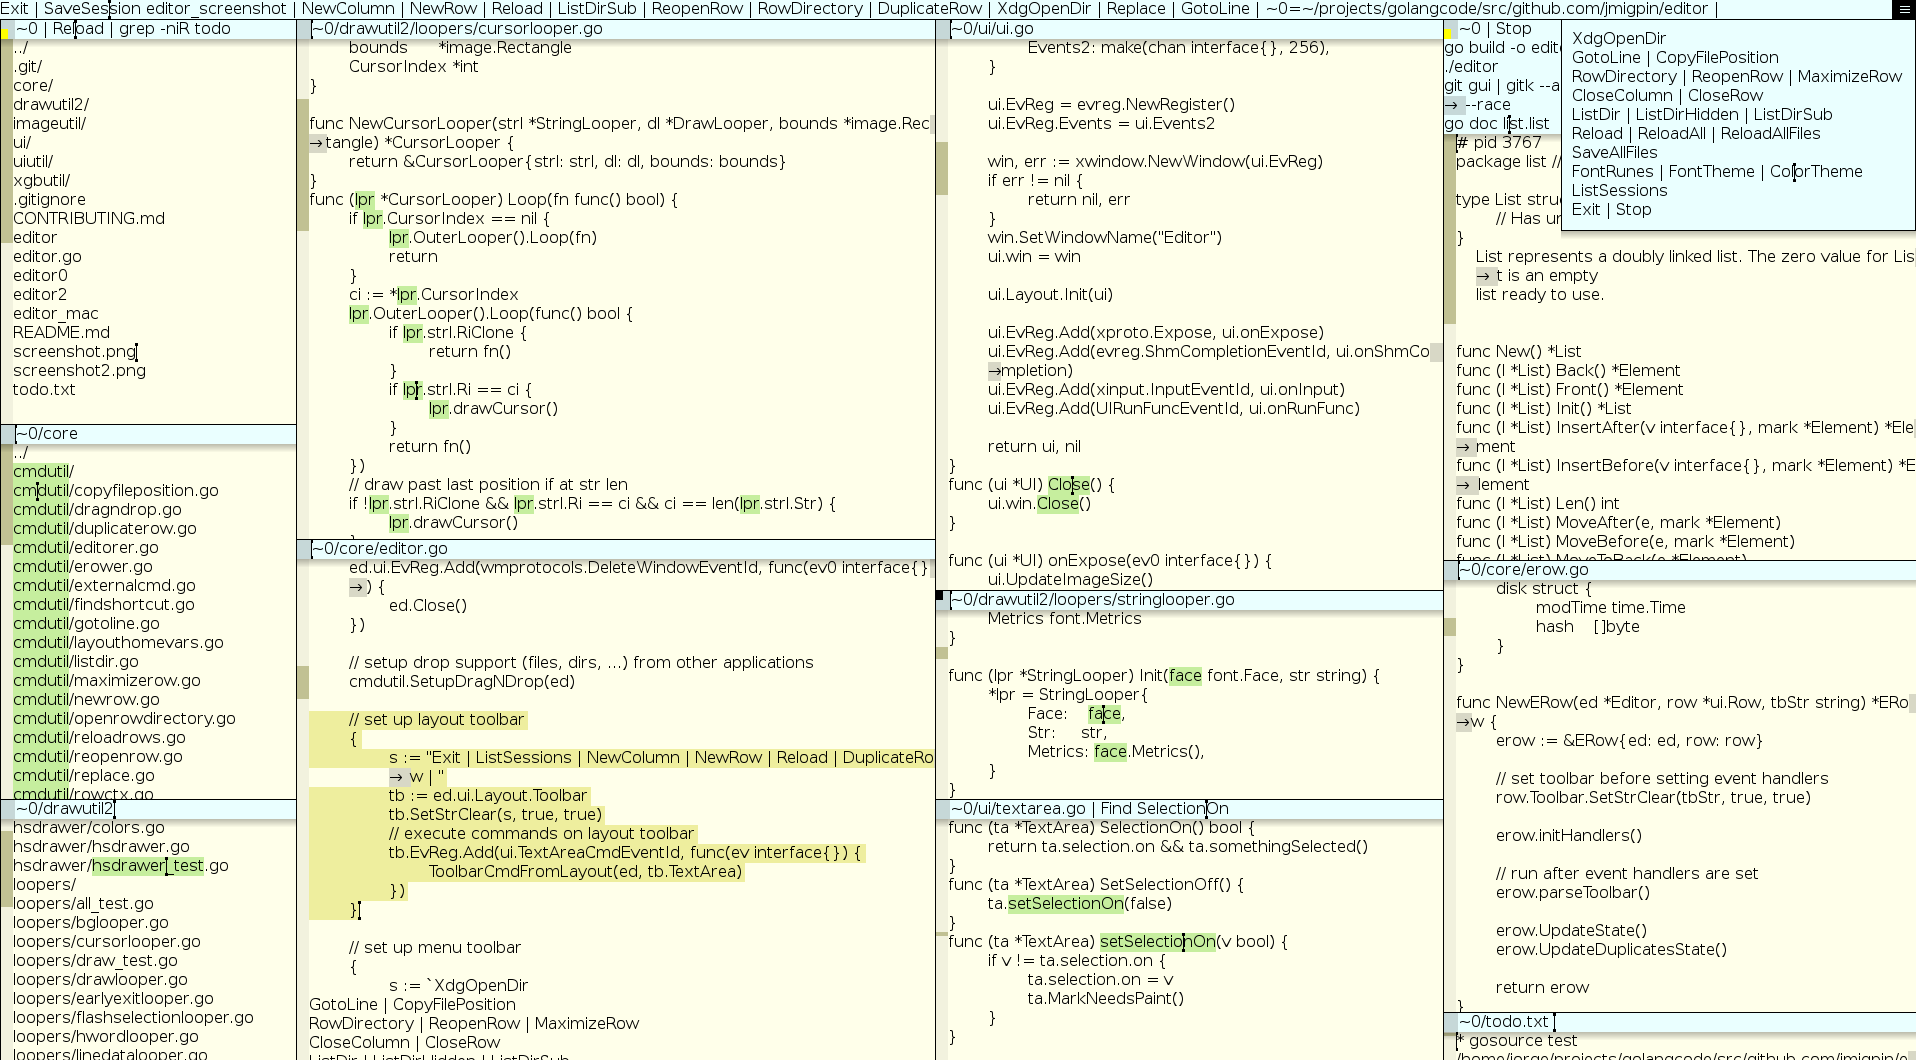 Exit | SaveSession editor_screenshot | NewColumn | NewRow | Reload | ListDirSub | ReopenRow | RowDirectory | DuplicateRow | XdgOpenDir | Replace | GotoLine | ~0=~/projects/golangcode/src/github.com/jmigpin/editor |
~0 | Reload | grep -niR todo
../
.git/
core/
drawutil2/
imageutil/
ui/
uiutil/
xgbutil/
.gitignore
CONTRIBUTING.md
editor
editor.go
editor0
editor2
editor_mac
README.md
screenshot.png
screenshot2.png
todo.txt
~0/core
../
cmdutil/
cmdutil/copyfileposition.go
cmdutil/dragndrop.go
cmdutil/duplicaterow.go
cmdutil/editorer.go
cmdutil/erower.go
cmdutil/externalcmd.go
cmdutil/findshortcut.go
cmdutil/gotoline.go
cmdutil/layouthomevars.go
cmdutil/listdir.go
cmdutil/maximizerow.go
cmdutil/newrow.go
cmdutil/openrowdirectory.go
cmdutil/reloadrows.go
cmdutil/reopenrow.go
cmdutil/replace.go
cmdutil/rowctx.go
~0/drawutil2
hsdrawer/colors.go
hsdrawer/hsdrawer.go
hsdrawer/hsdrawer_test.go
loopers/
loopers/all_test.go
loopers/bglooper.go
loopers/cursorlooper.go
loopers/draw_test.go
loopers/drawlooper.go
loopers/earlyexitlooper.go
loopers/flashselectionlooper.go
loopers/hwordlooper.go
loopers/linedatalooper.go
~0/drawutil2/loopers/cursorlooper.go
bounds *image.Rectangle
CursorIndex *int
}
func NewCursorLooper(strl *StringLooper, dl *DrawLooper, bounds *image.Rec
→tangle) *CursorLooper {
return &CursorLooper{strl: strl, dl: dl, bounds: bounds}
}
func (lpr *CursorLooper) Loop(fn func() bool) {
if lpr.CursorIndex == nil {
lpr.OuterLooper().Loop(fn)
return
}
ci := *lpr.CursorIndex
lpr.OuterLooper().Loop(func() bool {
if lpr.strl.RiClone {
return fn()
}
if lpr.strl.Ri == ci {
lpr.drawCursor()
}
return fn()
})
// draw past last position if at str len
if !lpr.strl.RiClone && lpr.strl.Ri == ci && ci == len(lpr.strl.Str) {
lpr.drawCursor()
}
~0/core/editor.go
ed.ui.EvReg.Add(wmprotocols.DeleteWindowEventId, func(ev0 interface{}
→) {
ed.Close()
})
// setup drop support (files, dirs, ...) from other applications
cmdutil.SetupDragNDrop(ed)
// set up layout toolbar
{
s := "Exit | ListSessions | NewColumn | NewRow | Reload | DuplicateRo
→w | "
tb := ed.ui.Layout.Toolbar
tb.SetStrClear(s, true, true)
// execute commands on layout toolbar
tb.EvReg.Add(ui.TextAreaCmdEventId, func(ev interface{}) {
ToolbarCmdFromLayout(ed, tb.TextArea)
})
}
// set up menu toolbar
{
s := `XdgOpenDir
GotoLine | CopyFilePosition
RowDirectory | ReopenRow | MaximizeRow
CloseColumn | CloseRow
ListDir | ListDirHidden | ListDirSub
~0/ui/ui.go
Events2: make(chan interface{}, 256),
}
ui.EvReg = evreg.NewRegister()
ui.EvReg.Events = ui.Events2
win, err := xwindow.NewWindow(ui.EvReg)
if err != nil {
return nil, err
}
win.SetWindowName("Editor")
ui.win = win
ui.Layout.Init(ui)
ui.EvReg.Add(xproto.Expose, ui.onExpose)
ui.EvReg.Add(evreg.ShmCompletionEventId, ui.onShmCo
→mpletion)
ui.EvReg.Add(xinput.InputEventId, ui.onInput)
ui.EvReg.Add(UIRunFuncEventId, ui.onRunFunc)
return ui, nil
}
func (ui *UI) Close() {
ui.win.Close()
}
func (ui *UI) onExpose(ev0 interface{}) {
ui.UpdateImageSize()
~0/drawutil2/loopers/stringlooper.go
Metrics font.Metrics
}
func (lpr *StringLooper) Init(face font.Face, str string) {
*lpr = StringLooper{
Face: face,
Str: str,
Metrics: face.Metrics(),
}
}
~0/ui/textarea.go | Find SelectionOn
func (ta *TextArea) SelectionOn() bool {
return ta.selection.on && ta.somethingSelected()
}
func (ta *TextArea) SetSelectionOff() {
ta.setSelectionOn(false)
}
func (ta *TextArea) setSelectionOn(v bool) {
if v != ta.selection.on {
ta.selection.on = v
ta.MarkNeedsPaint()
}
}
~0 | Stop
go build -o edit
./editor
git gui | gitk --a
→ --race
go doc list.list
# pid 3767
package list //
type List struc
// Has un
}
List represents a doubly linked list. The zero value for Lis
→ t is an empty
list ready to use.
func New() *List
func (l *List) Back() *Element
func (l *List) Front() *Element
func (l *List) Init() *List
func (l *List) InsertAfter(v interface{}, mark *Element) *Ele
→ ment
func (l *List) InsertBefore(v interface{}, mark *Element) *E
→ lement
func (l *List) Len() int
func (l *List) MoveAfter(e, mark *Element)
func (l *List) MoveBefore(e, mark *Element)
func (l *List) MoveToBack(e *Element)
XdgOpenDir
GotoLine | CopyFilePosition
RowDirectory | ReopenRow | MaximizeRow
CloseColumn | CloseRow
ListDir | ListDirHidden | ListDirSub
Reload | ReloadAll | ReloadAllFiles
SaveAllFiles
FontRunes | FontTheme | ColorTheme
ListSessions
Exit | Stop
~0/core/erow.go
disk struct {
modTime time.Time
hash []byte
}
}
func NewERow(ed *Editor, row *ui.Row, tbStr string) *ERo
→w {
erow := &ERow{ed: ed, row: row}
// set toolbar before setting event handlers
row.Toolbar.SetStrClear(tbStr, true, true)
erow.initHandlers()
// run after event handlers are set
erow.parseToolbar()
erow.UpdateState()
erow.UpdateDuplicatesState()
return erow
}
~0/todo.txt
* gosource test
/home/jorge/projects/golangcode/src/github.com/jmigpin/e